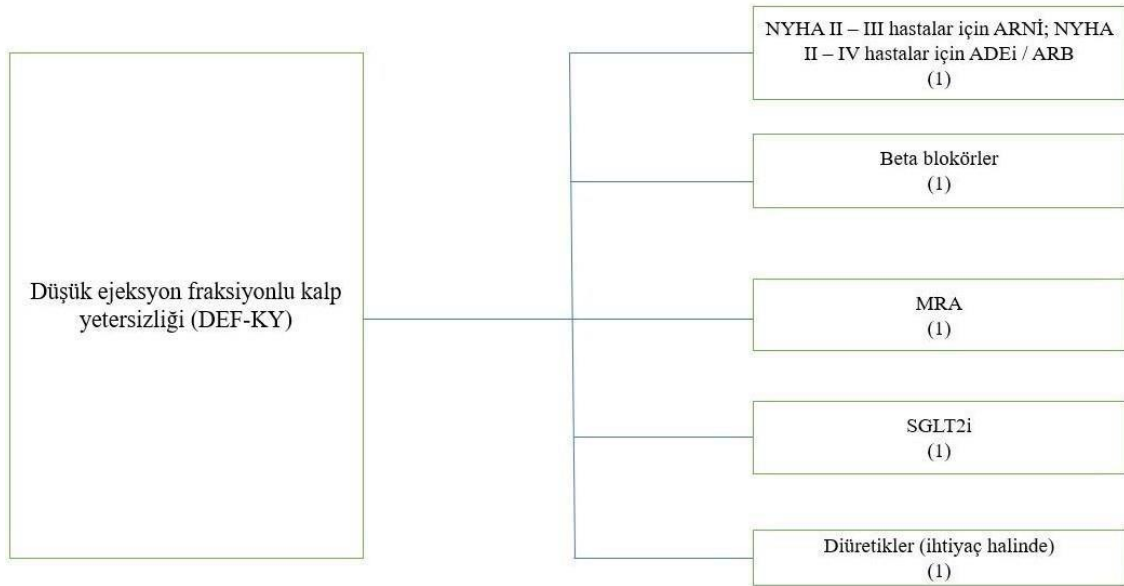 NYHA II – III hastalar için ARNİ; NYHA
II – IV hastalar için ADEi / ARB
(1)
Beta blokörler
(1)
Düşük ejeksyon fraksiyonlu kalp
yetersizliği (DEF-KY)
MRA
(1)
SGLT2i
(1)
Diüretikler (ihtiyaç halinde)
(1)